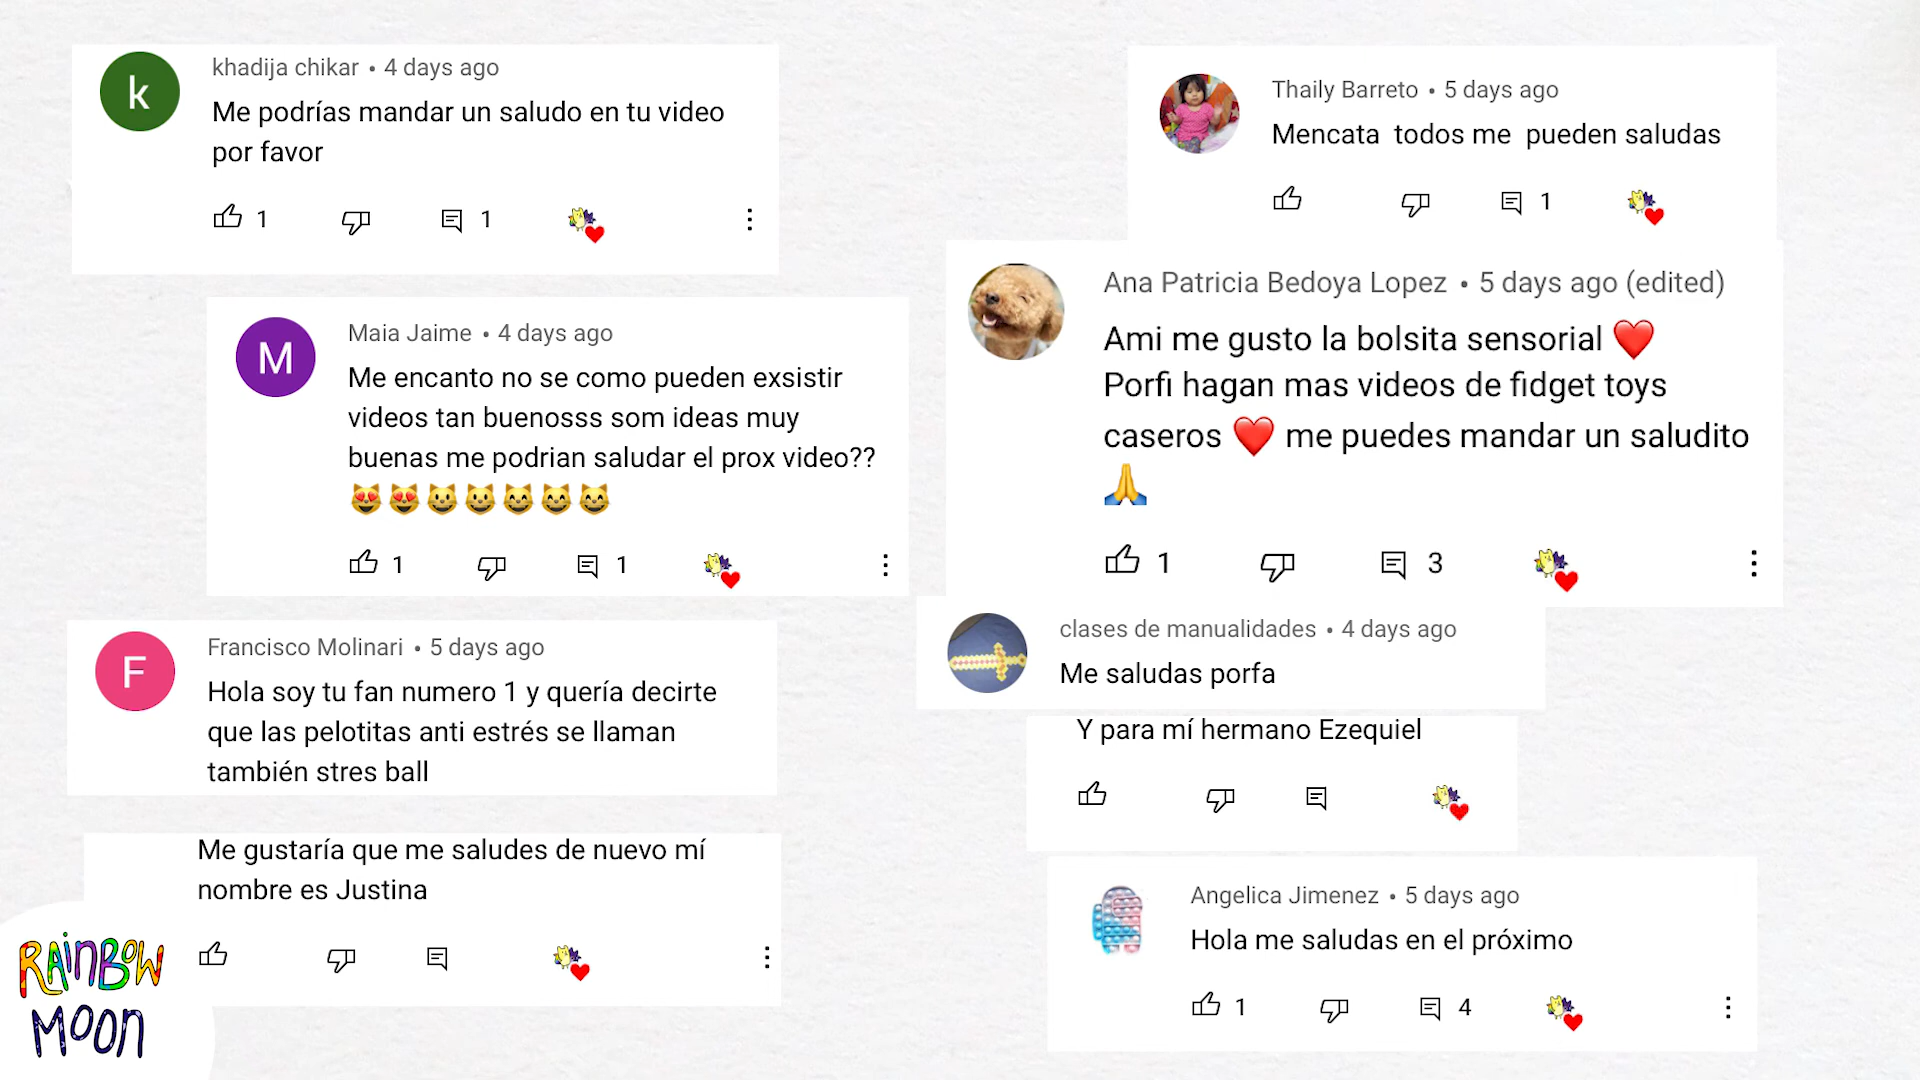 khadija chikar • 4 days ago
Me podrías mandar un saludo en tu video
por favor
1 1
Maia Jaime • 4 days ago
Me encanto no se como pueden exsistir
videos tan buenosss som ideas muy
buenas me podrian saludar el prox video??
😻😻😺😺😸😸😸
1 1
Francisco Molinari • 5 days ago
Hola soy tu fan numero 1 y quería decirte
que las pelotitas anti estrés se llaman
también stres ball
Me gustaría que me saludes de nuevo mí
nombre es Justina
RAINBOW
MOON
Thaily Barreto • 5 days ago
Mencata todos me pueden saludas
1
Ana Patricia Bedoya Lopez • 5 days ago (edited)
Ami me gusto la bolsita sensorial ❤️
Porfi hagan mas videos de fidget toys
caseros ❤️ me puedes mandar un saludito
🙏
1 3
clases de manualidades • 4 days ago
Me saludas porfa
Y para mí hermano Ezequiel
Angelica Jimenez • 5 days ago
Hola me saludas en el próximo
1 4